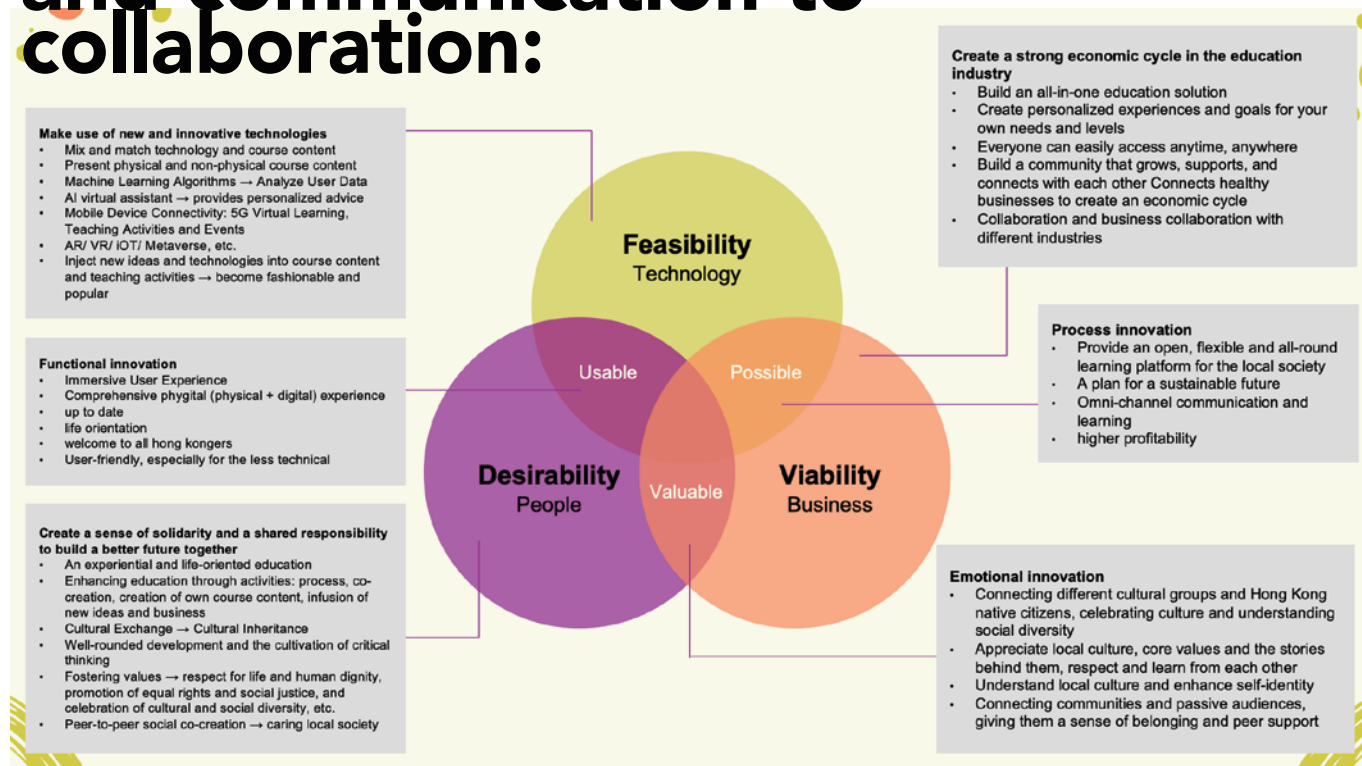 and communication to
collaboration:
Make use of new and innovative technologies
• Mix and match technology and course content
• Present physical and non-physical course content
• Machine Learning Algorithms → Analyze User Data
• AI virtual assistant → provides personalized advice
• Mobile Device Connectivity: 5G Virtual Learning,
Teaching Activities and Events
• AR/ VR/ iOT/ Metaverse, etc.
• Inject new ideas and technologies into course content
and teaching activities → become fashionable and
popular
Functional innovation
• Immersive User Experience
• Comprehensive phygital (physical + digital) experience
• up to date
• life orientation
• welcome to all hong kongers
• User-friendly, especially for the less technical
Create a sense of solidarity and a shared responsibility
to build a better future together
• An experiential and life-oriented education
• Enhancing education through activities: process, co-
creation, creation of own course content, infusion of
new ideas and business
• Cultural Exchange → Cultural Inheritance
• Well-rounded development and the cultivation of critical
thinking
• Fostering values → respect for life and human dignity,
promotion of equal rights and social justice, and
celebration of cultural and social diversity, etc.
• Peer-to-peer social co-creation → caring local society
Feasibility
Technology
Usable
Possible
Desirability
People
Valuable
Viability
Business
Create a strong economic cycle in the education
industry
• Build an all-in-one education solution
• Create personalized experiences and goals for your
own needs and levels
• Everyone can easily access anytime, anywhere
• Build a community that grows, supports, and
connects with each other Connects healthy
businesses to create an economic cycle
• Collaboration and business collaboration with
different industries
Process innovation
• Provide an open, flexible and all-round
learning platform for the local society
• A plan for a sustainable future
• Omni-channel communication and
learning
• higher profitability
Emotional innovation
• Connecting different cultural groups and Hong Kong
native citizens, celebrating culture and understanding
social diversity
• Appreciate local culture, core values and the stories
behind them, respect and learn from each other
• Understand local culture and enhance self-identity
• Connecting communities and passive audiences,
giving them a sense of belonging and peer support